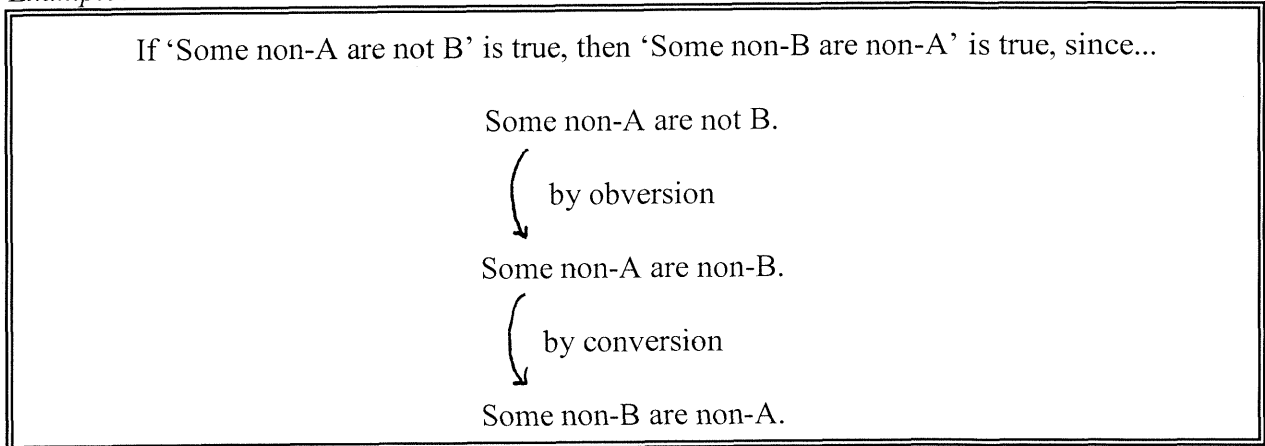 If ‘Some non-A are not B’ is true, then ‘Some non-B are non-A’ is true, since...
Some non-A are not B.
by obversion
Some non-A are non-B.
by conversion
Some non-B are non-A.